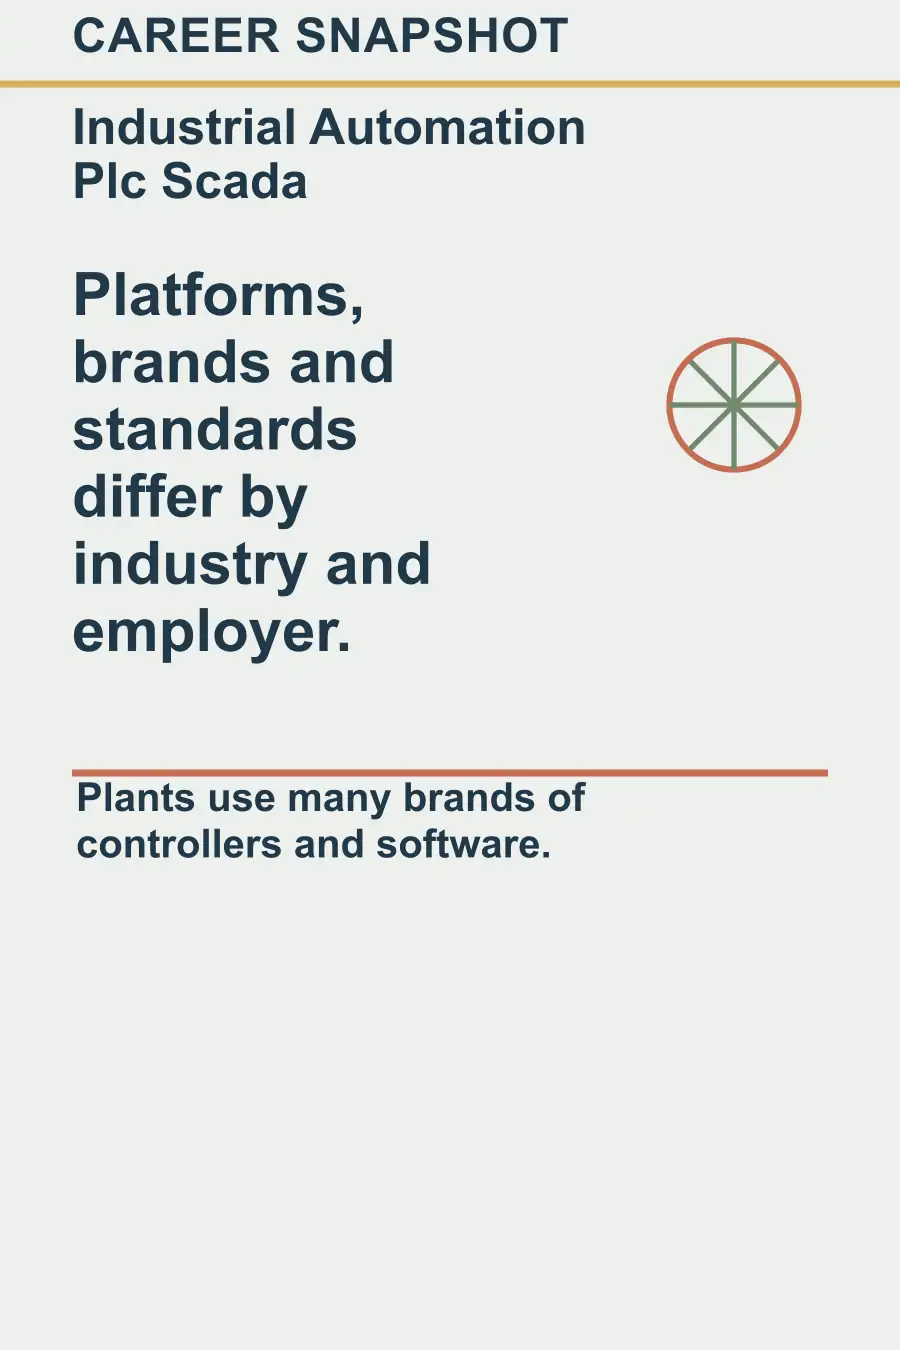 CAREER SNAPSHOT
Industrial Automation
Plc Scada
Platforms,
brands and
standards
differ by
industry and
employer.
Plants use many brands of
controllers and software.